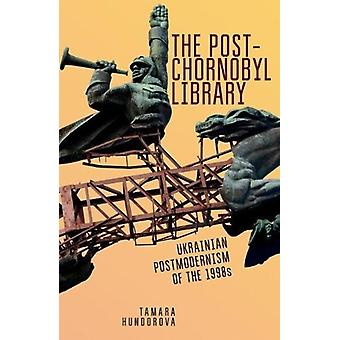 THE POST-
CHORNOBYL
LIBRARY
UKRAINIAN
POSTMODERNISM
OF THE 1990s
TAMARA
HUNDOROVA